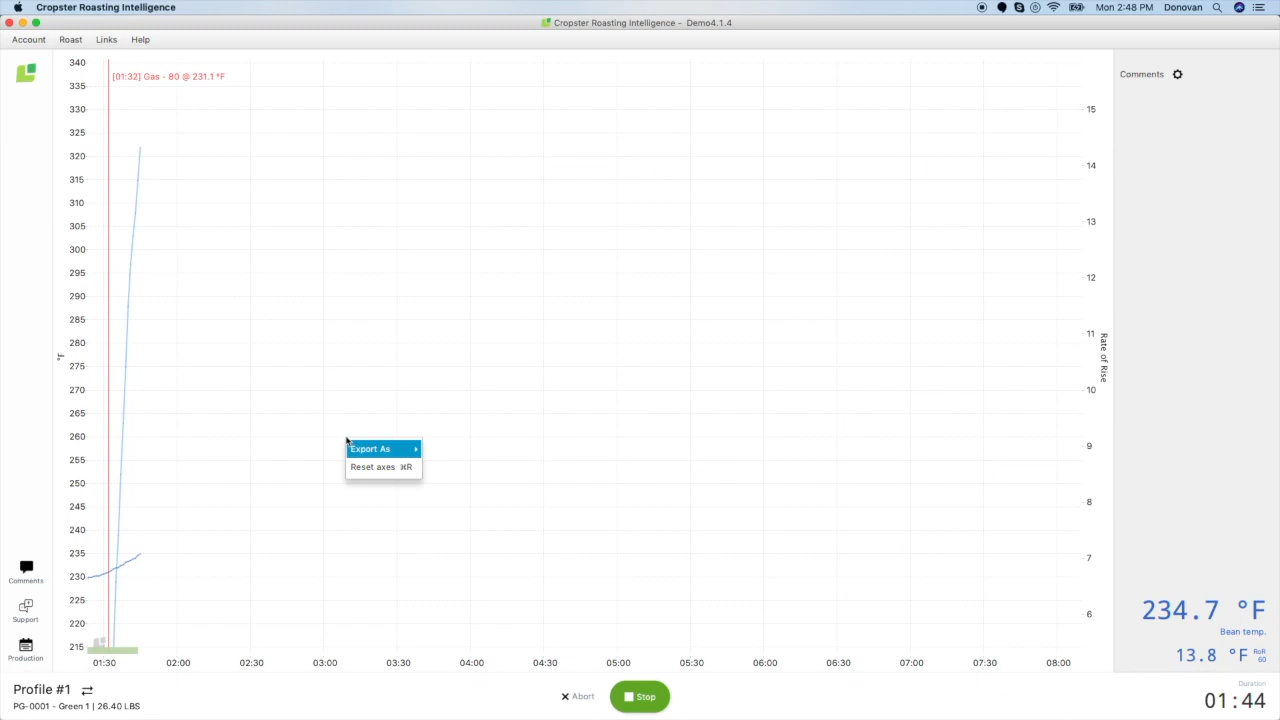 Cropster Roasting Intelligence
Mon 2:48 PM Donovan
Cropster Roasting Intelligence - Demo4.1.4
Account Roast Links Help
[01:32] Gas - 80 @ 231.1 °F
340
335
330
325
320
315
310
305
300
295
290
285
280
275
270
265
260
255
250
245
240
235
230
225
220
215
°F
15
14
13
12
11
10
9
8
7
6
Rate of Rise
Export As
Reset axes ⌘R
01:30 02:00 02:30 03:00 03:30 04:00 04:30 05:00 05:30 06:00 06:30 07:00 07:30 08:00
Comments
Support
Production
Comments
234.7 °F
Bean temp.
13.8 °F RoR 60
Profile #1
PG-0001 - Green 1 | 26.40 LBS
Abort
Stop
Duration
01:44